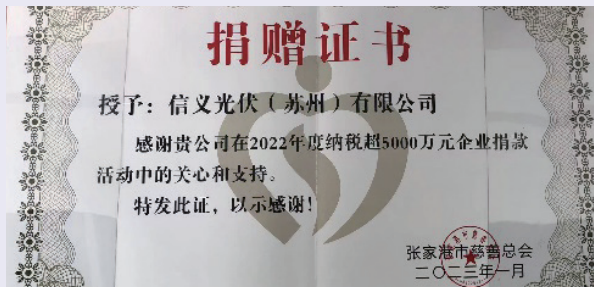 捐赠证书
授予：信义光伏（苏州）有限公司
感谢贵公司在2022年度纳税超5000万元企业捐款
活动中的关心和支持。
特发此证，以示感谢！
张家港市慈善总会
二〇二三年一月